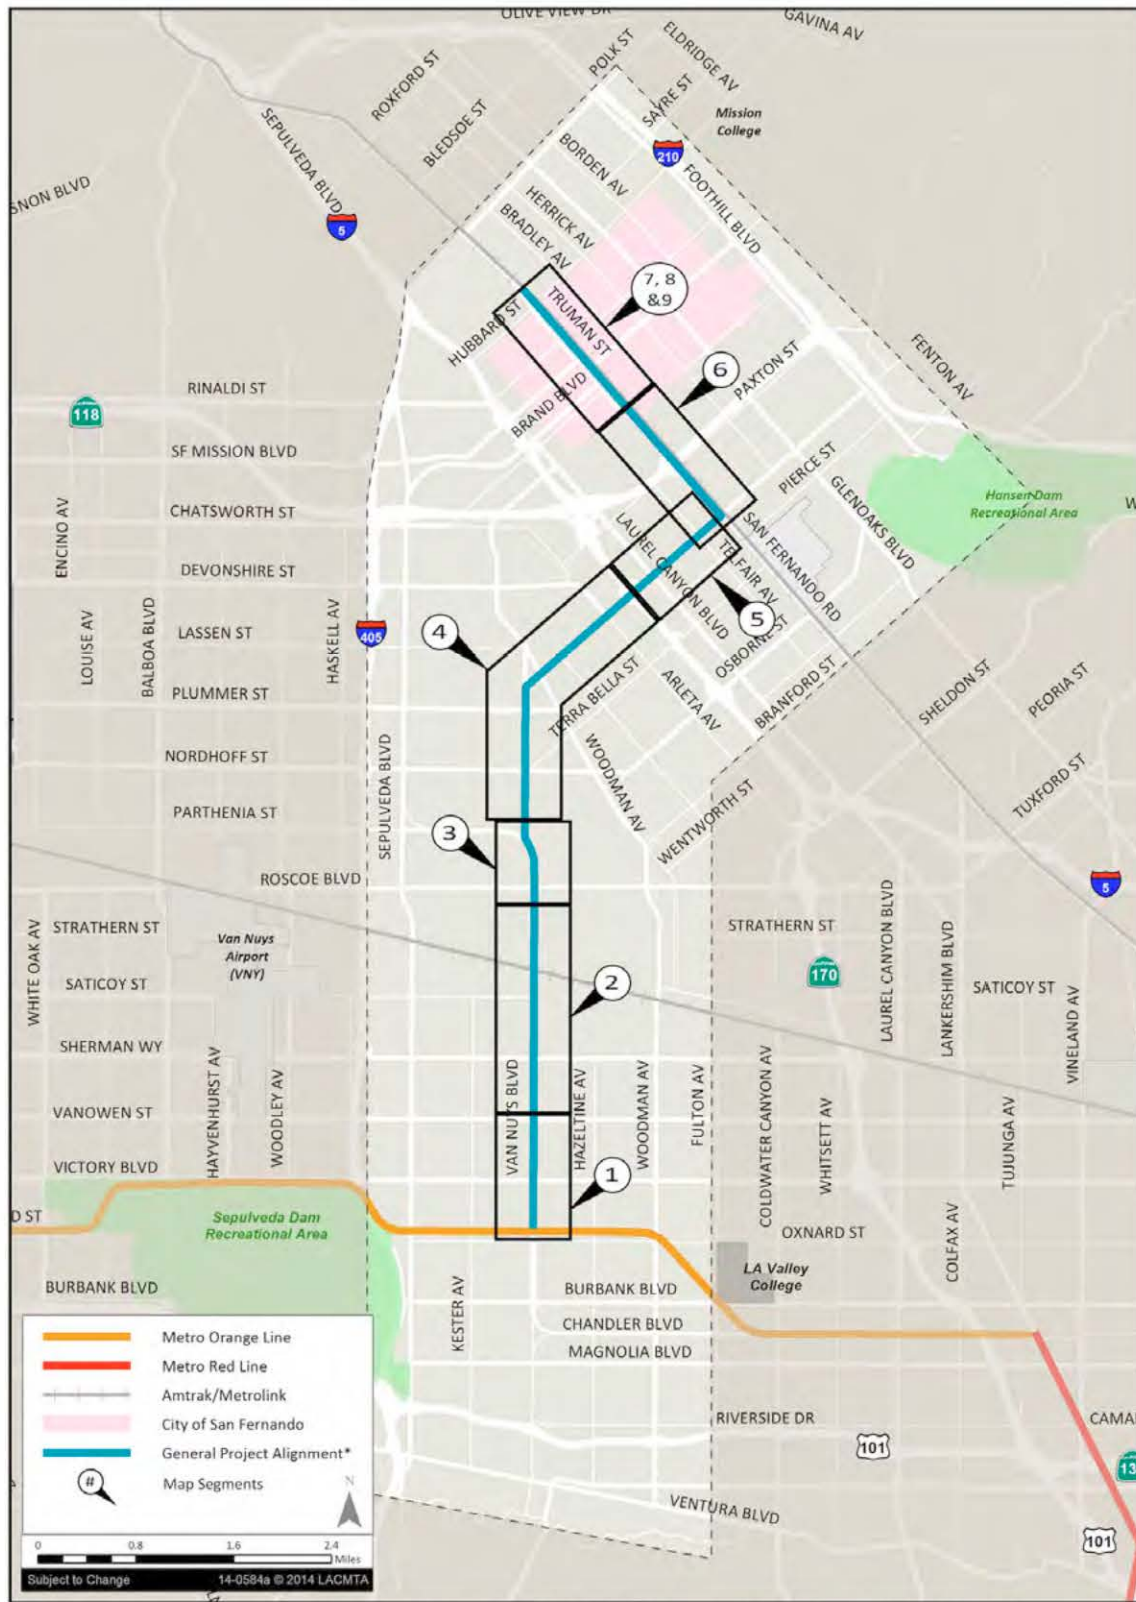 OLIVE VIEW DR
GAVINA AV
POLK ST
ELDRIDGE AV
ROXFORD ST
SAYRE ST
BLEDSOE ST
Mission
College
SEPULVEDA BLVD
BORDEN AV
210
FOOTHILL BLVD
SNON BLVD
HERRICK AV
BRADLEY AV
5
7, 8
&9
TRUMAN ST
HUBBARD ST
FENTON AV
PAXTON ST
6
RINALDI ST
118
BRAND BLVD
SF MISSION BLVD
PIERCE ST
GLENOAKS BLVD
Hansen Dam
Recreational Area
W
ENCINO AV
CHATSWORTH ST
LAUREL CANYON BLVD
SAN FERNANDO RD
TELFAIR AV
DEVONSHIRE ST
5
LOUISE AV
BALBOA BLVD
HASKELL AV
LASSEN ST
405
4
OSBORNE ST
PLUMMER ST
TERRA BELLA ST
ARLETA AV
BRANFORD ST
SHELDON ST
PEORIA ST
NORDHOFF ST
SEPULVEDA BLVD
WOODMAN AV
TUXFORD ST
PARTHENIA ST
3
WENTWORTH ST
ROSCOE BLVD
5
WHITE OAK AV
STRATHERN ST
Van Nuys
Airport
(VNY)
STRATHERN ST
LAUREL CANYON BLVD
LANKERSHIM BLVD
170
SATICOY ST
2
SATICOY ST
VINELAND AV
SHERMAN WY
HAYVENHURST AV
WOODLEY AV
VAN NUYS BLVD
HAZELTINE AV
WOODMAN AV
FULTON AV
COLDWATER CANYON AV
WHITSETT AV
TUJUNGA AV
VANOWEN ST
VICTORY BLVD
1
D ST
Sepulveda Dam
Recreational Area
OXNARD ST
COLFAX AV
LA Valley
College
BURBANK BLVD
KESTER AV
BURBANK BLVD
CHANDLER BLVD
MAGNOLIA BLVD
RIVERSIDE DR
101
CAMA
13
VENTURA BLVD
101
Metro Orange Line
Metro Red Line
Amtrak/Metrolink
City of San Fernando
General Project Alignment*
# Map Segments
N
0 0.8 1.6 2.4
Miles
Subject to Change 14-0584a © 2014 LACMTA